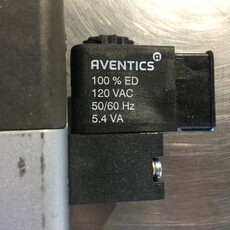 AVENTICS
100 % ED
120 VAC
50/60 Hz
5.4 VA